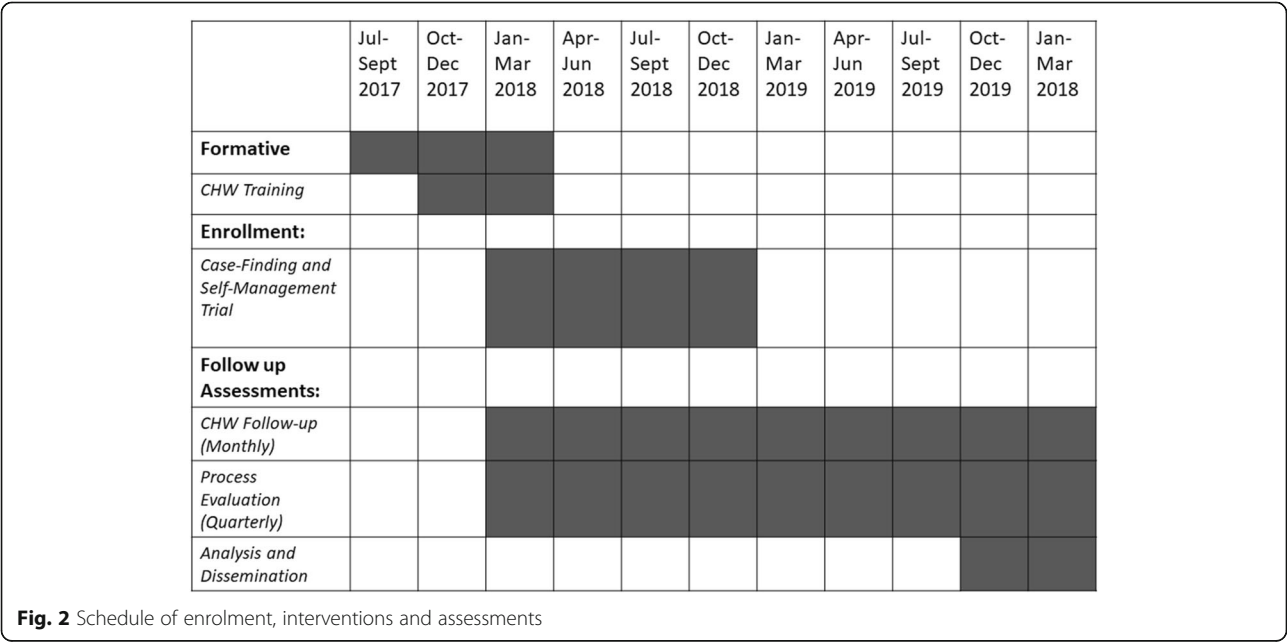 Jul- Oct- Jan- Apr- Jul- Oct- Jan- Apr- Jul- Oct- Jan-
Sept Dec Mar Jun Sept Dec Mar Jun Sept Dec Mar
2017 2017 2018 2018 2018 2018 2019 2019 2019 2019 2018
Formative
CHW Training
Enrollment:
Case-Finding and
Self-Management
Trial
Follow up
Assessments:
CHW Follow-up
(Monthly)
Process
Evaluation
(Quarterly)
Analysis and
Dissemination
Fig. 2 Schedule of enrolment, interventions and assessments